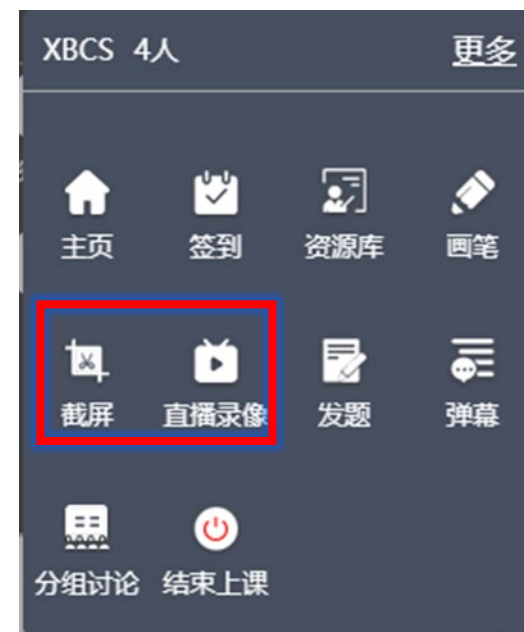 XBCS 4人 更多
主页 签到 资源库 画笔
截屏 直播录像 发题 弹幕
分组讨论 结束上课